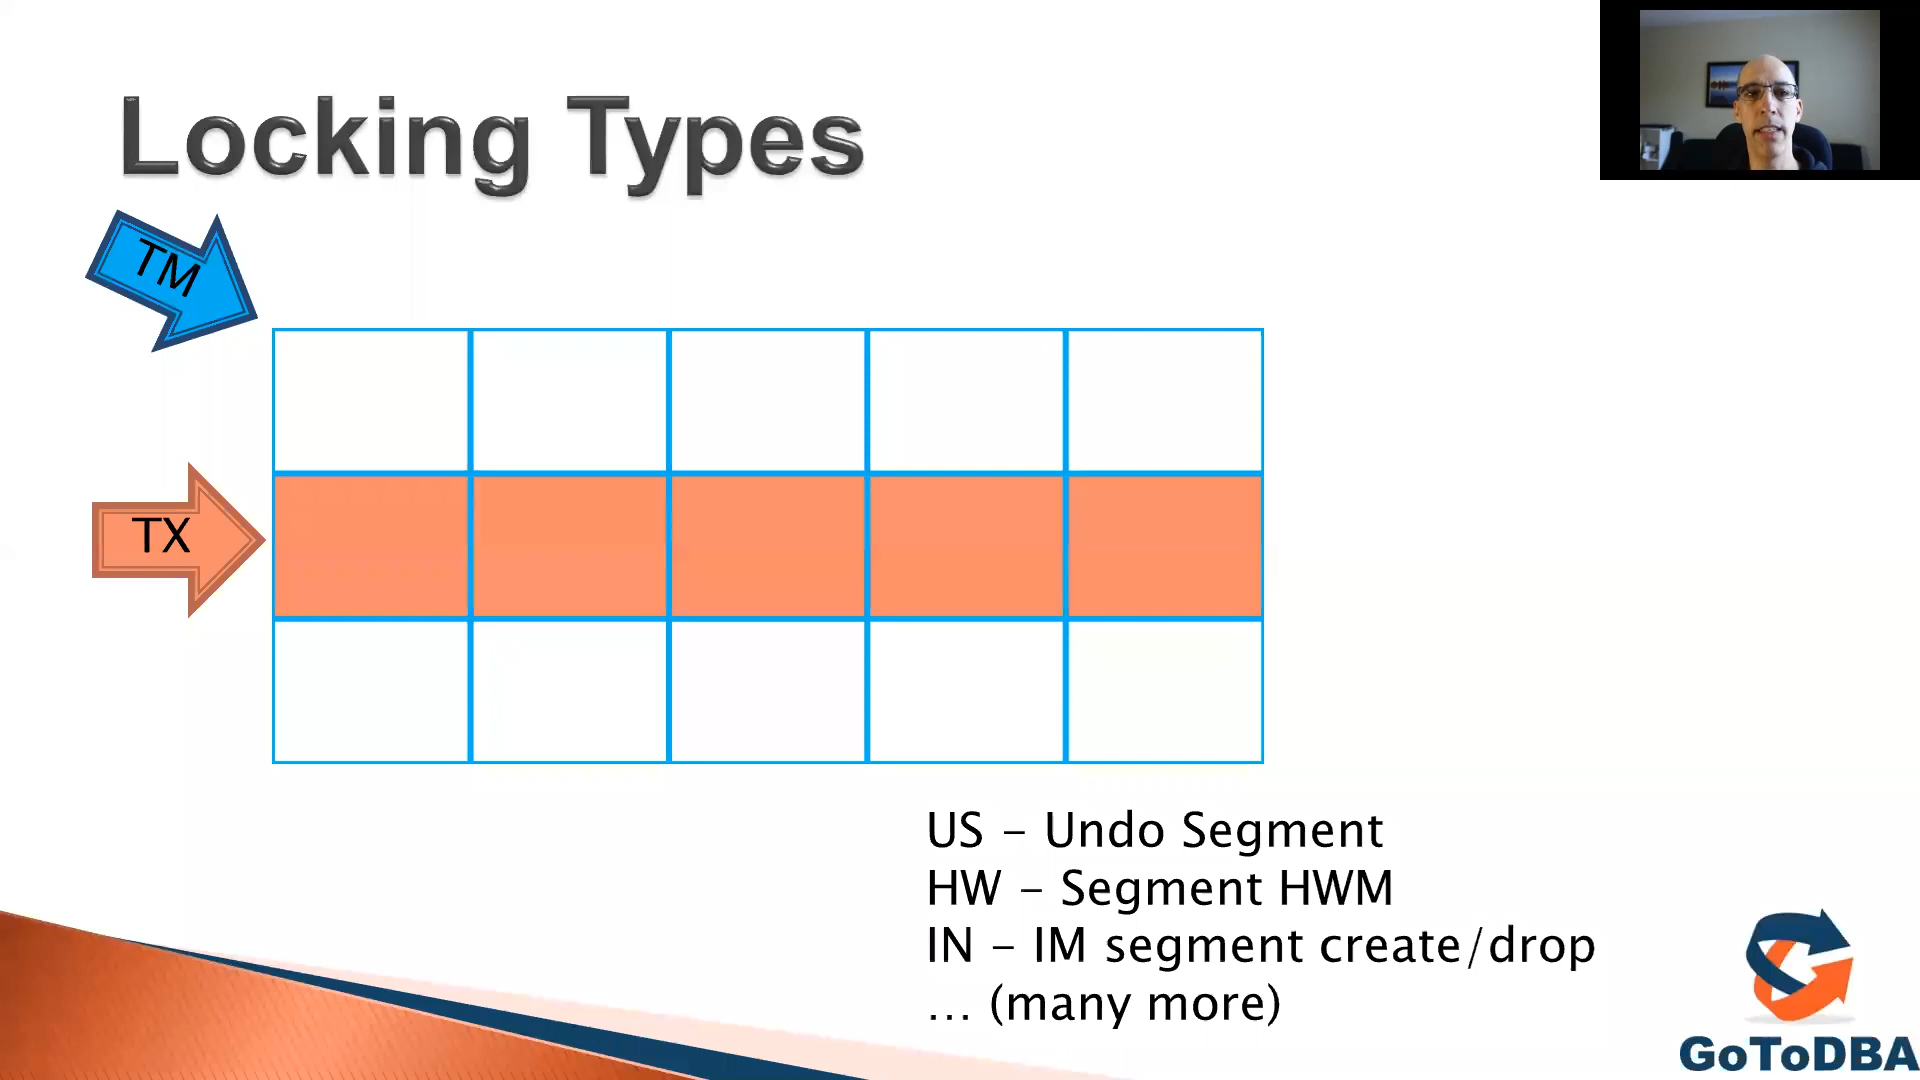 Locking Types
TM
TX
US – Undo Segment
HW – Segment HWM
IN – IM segment create/drop
... (many more)
GoToDBA